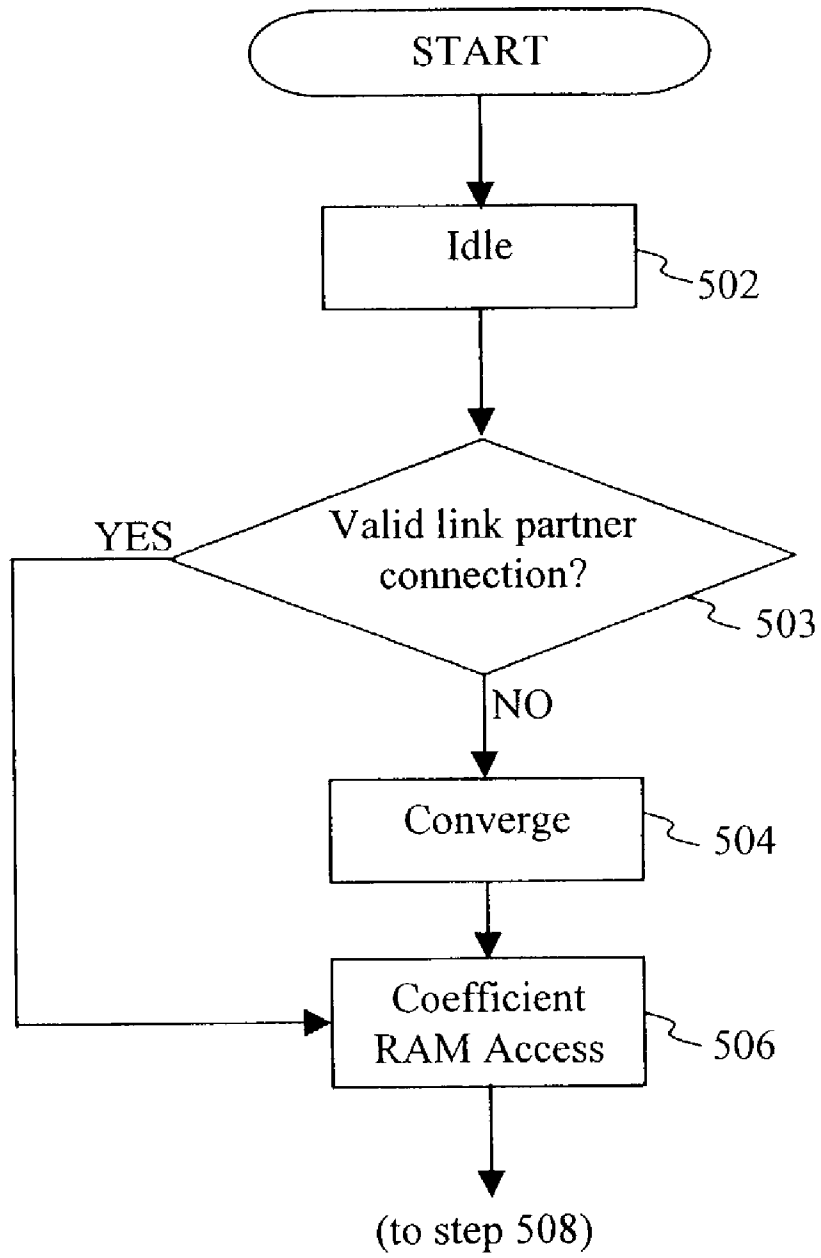 START
Idle
502
Valid link partner
connection?
YES
503
NO
Converge
504
Coefficient
RAM Access
506
(to step 508)